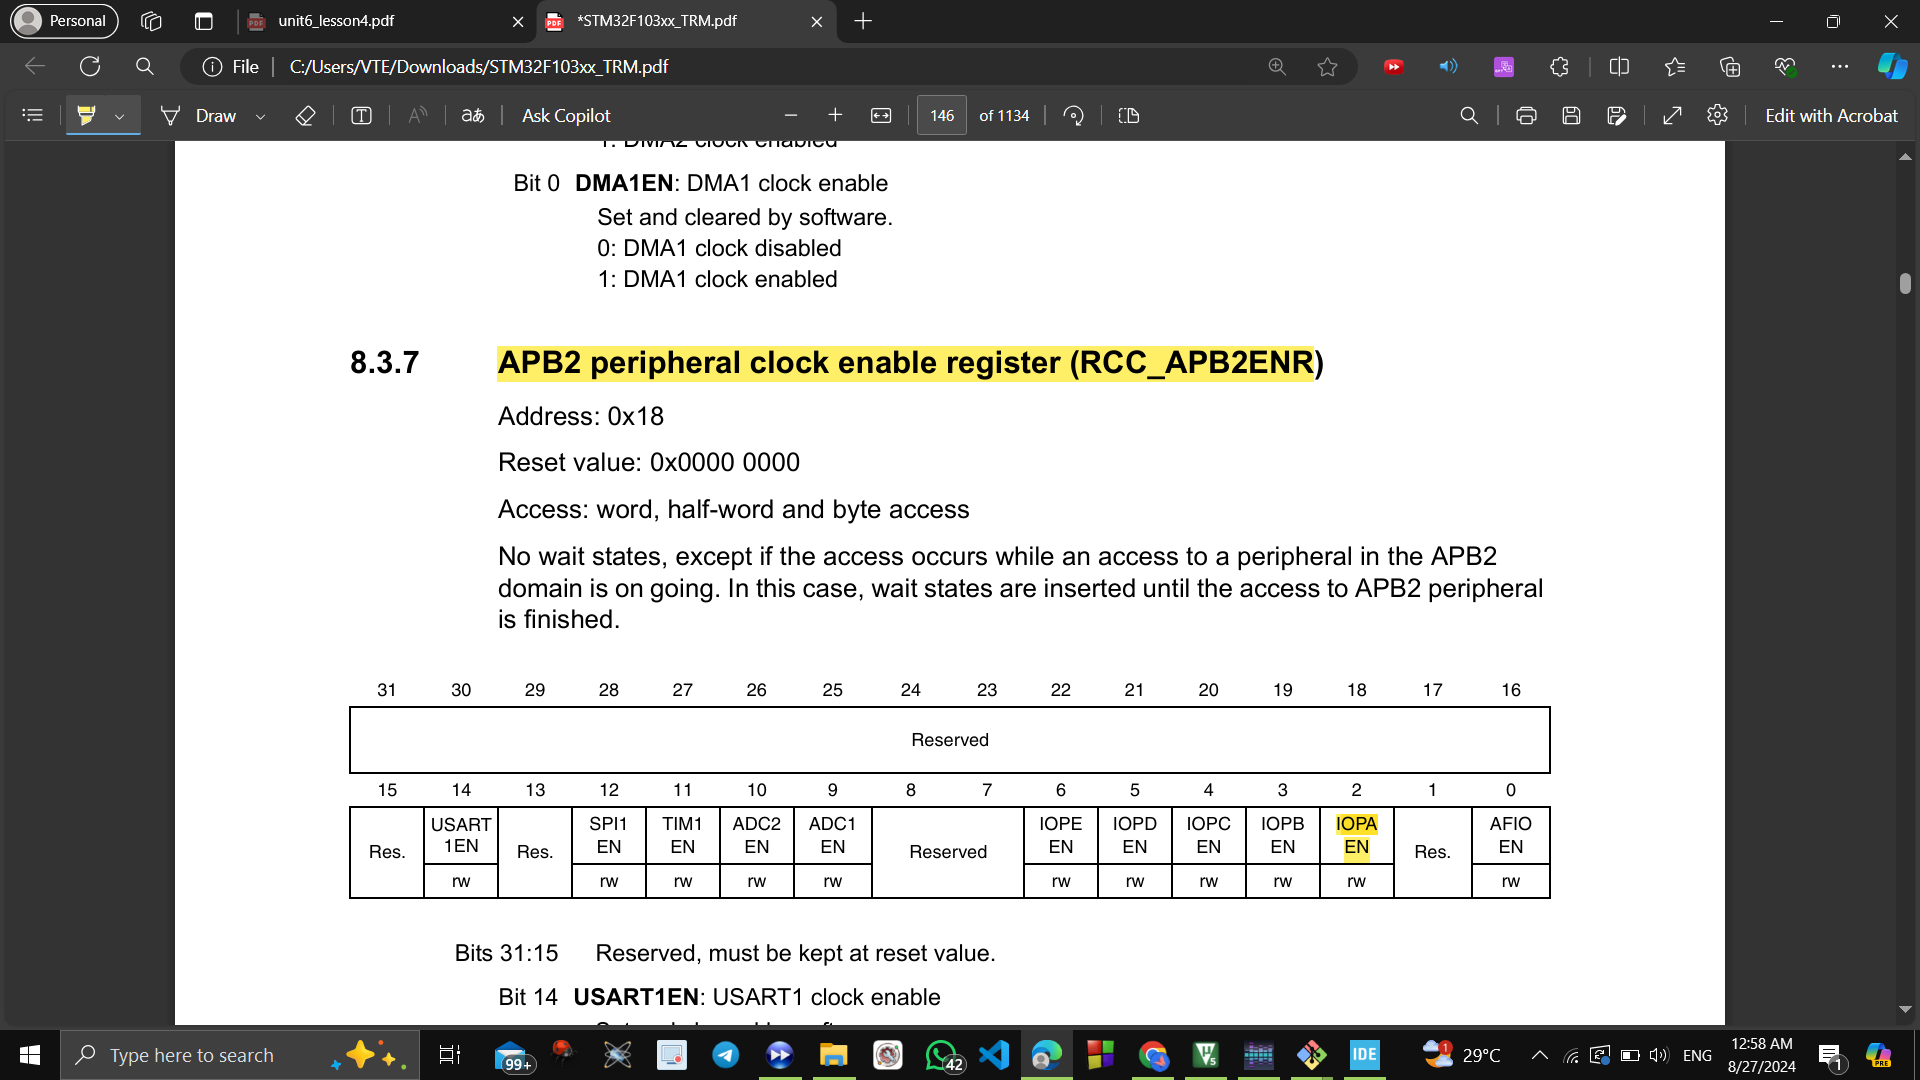 Personal
unit6_lesson4.pdf
*STM32F103xx_TRM.pdf
File
C:/Users/VTE/Downloads/STM32F103xx_TRM.pdf
Draw
aあ
Ask Copilot
146
of 1134
Edit with Acrobat
1: DMA2 clock enabled
Bit 0 DMA1EN: DMA1 clock enable
Set and cleared by software.
0: DMA1 clock disabled
1: DMA1 clock enabled
8.3.7 APB2 peripheral clock enable register (RCC_APB2ENR)
Address: 0x18
Reset value: 0x0000 0000
Access: word, half-word and byte access
No wait states, except if the access occurs while an access to a peripheral in the APB2
domain is on going. In this case, wait states are inserted until the access to APB2 peripheral
is finished.
31 30 29 28 27 26 25 24 23 22 21 20 19 18 17 16
Reserved
15 14 13 12 11 10 9 8 7 6 5 4 3 2 1 0
Res. USART 1EN Res. SPI1 EN TIM1 EN ADC2 EN ADC1 EN Reserved IOPE EN IOPD EN IOPC EN IOPB EN IOPA EN Res. AFIO EN
rw rw rw rw rw rw rw rw rw rw rw
Bits 31:15 Reserved, must be kept at reset value.
Bit 14 USART1EN: USART1 clock enable
Type here to search
99+
42
IDE
29°C
ENG
12:58 AM
8/27/2024
1